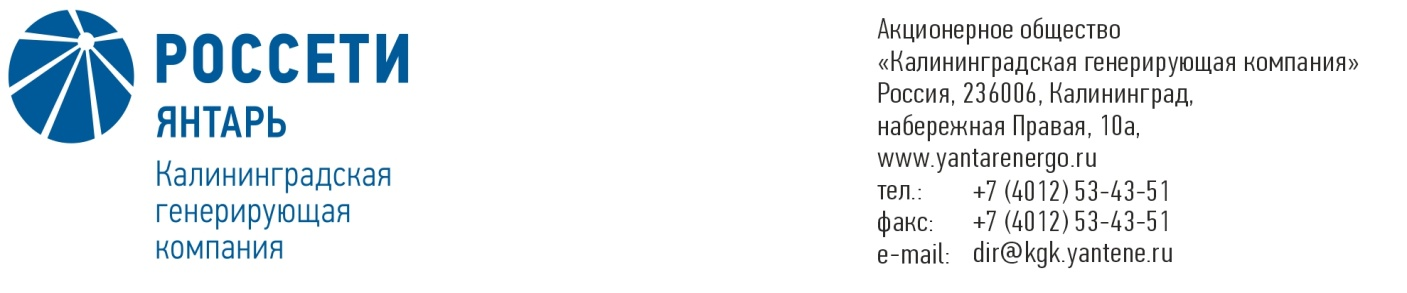 РОССЕТИ
ЯНТАРЬ
Калининградская
генерирующая
компания
Акционерное общество
«Калининградская генерирующая компания»
Россия, 236006, Калининград,
набережная Правая, 10а,
www.yantarenergo.ru
тел.: +7 (4012) 53-43-51
факс: +7 (4012) 53-43-51
e-mail: dir@kgk.yantene.ru